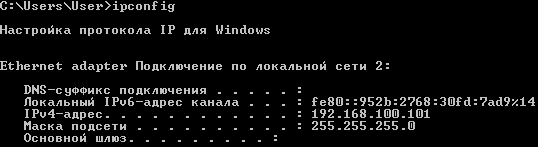 C:\Users\User>ipconfig
Настройка протокола IP для Windows
Ethernet adapter Подключение по локальной сети 2:
DNS-суффикс подключения . . . . . :
Локальный IPv6-адрес канала . . . : fe80::952b:2768:30fd:7ad9%14
IPv4-адрес. . . . . . . . . . . . : 192.168.100.101
Маска подсети . . . . . . . . . . : 255.255.255.0
Основной шлюз. . . . . . . . . :